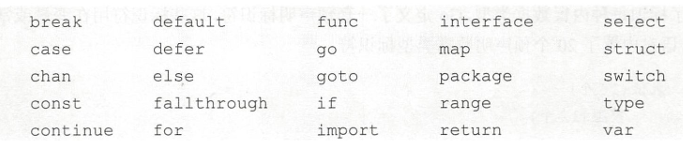 break default func interface select
case defer go map struct
chan else goto package switch
const fallthrough if range type
continue for import return var